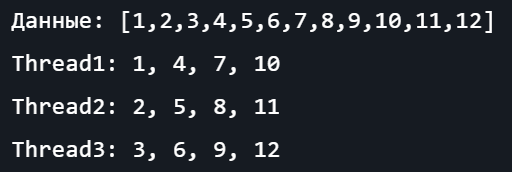 Данные: [1,2,3,4,5,6,7,8,9,10,11,12]
Thread1: 1, 4, 7, 10
Thread2: 2, 5, 8, 11
Thread3: 3, 6, 9, 12